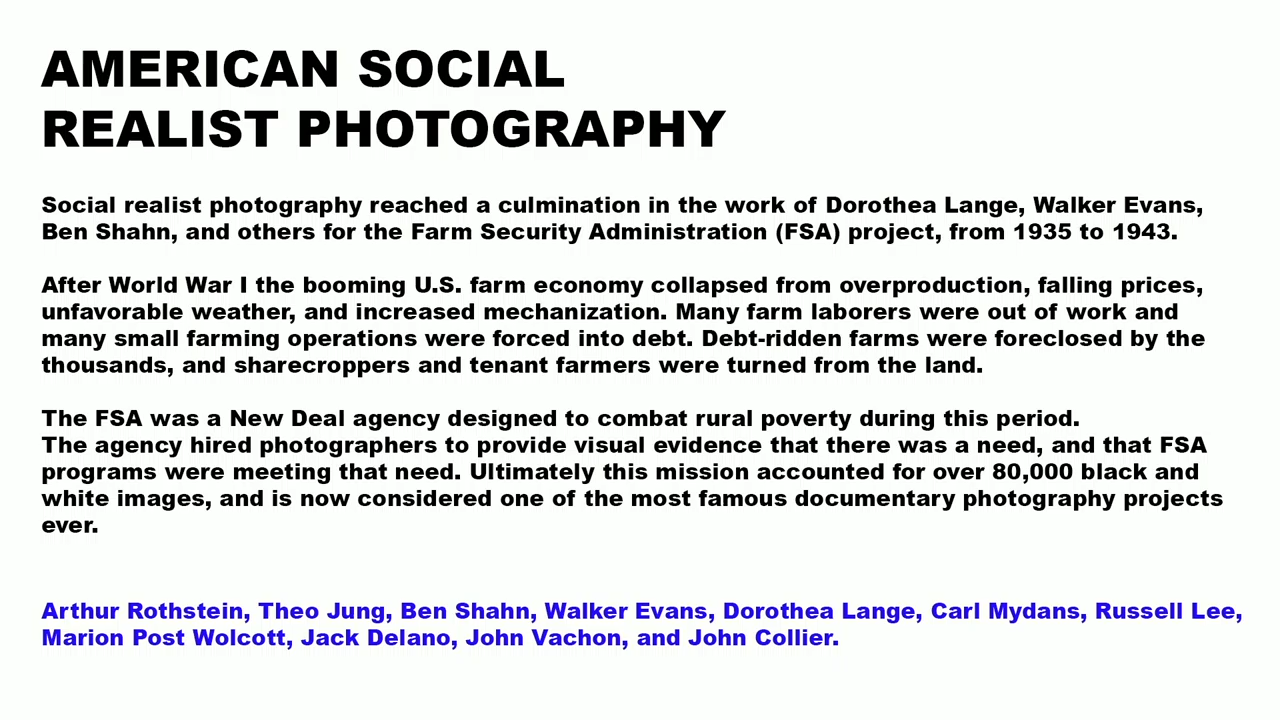 AMERICAN SOCIAL
REALIST PHOTOGRAPHY
Social realist photography reached a culmination in the work of Dorothea Lange, Walker Evans,
Ben Shahn, and others for the Farm Security Administration (FSA) project, from 1935 to 1943.
After World War I the booming U.S. farm economy collapsed from overproduction, falling prices,
unfavorable weather, and increased mechanization. Many farm laborers were out of work and
many small farming operations were forced into debt. Debt-ridden farms were foreclosed by the
thousands, and sharecroppers and tenant farmers were turned from the land.
The FSA was a New Deal agency designed to combat rural poverty during this period.
The agency hired photographers to provide visual evidence that there was a need, and that FSA
programs were meeting that need. Ultimately this mission accounted for over 80,000 black and
white images, and is now considered one of the most famous documentary photography projects
ever.
Arthur Rothstein, Theo Jung, Ben Shahn, Walker Evans, Dorothea Lange, Carl Mydans, Russell Lee,
Marion Post Wolcott, Jack Delano, John Vachon, and John Collier.